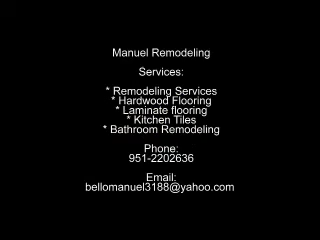 Manuel Remodeling
Services:
* Remodeling Services
* Hardwood Flooring
* Laminate flooring
* Kitchen Tiles
* Bathroom Remodeling
Phone:
951-2202636
Email:
bellomanuel3188@yahoo.com